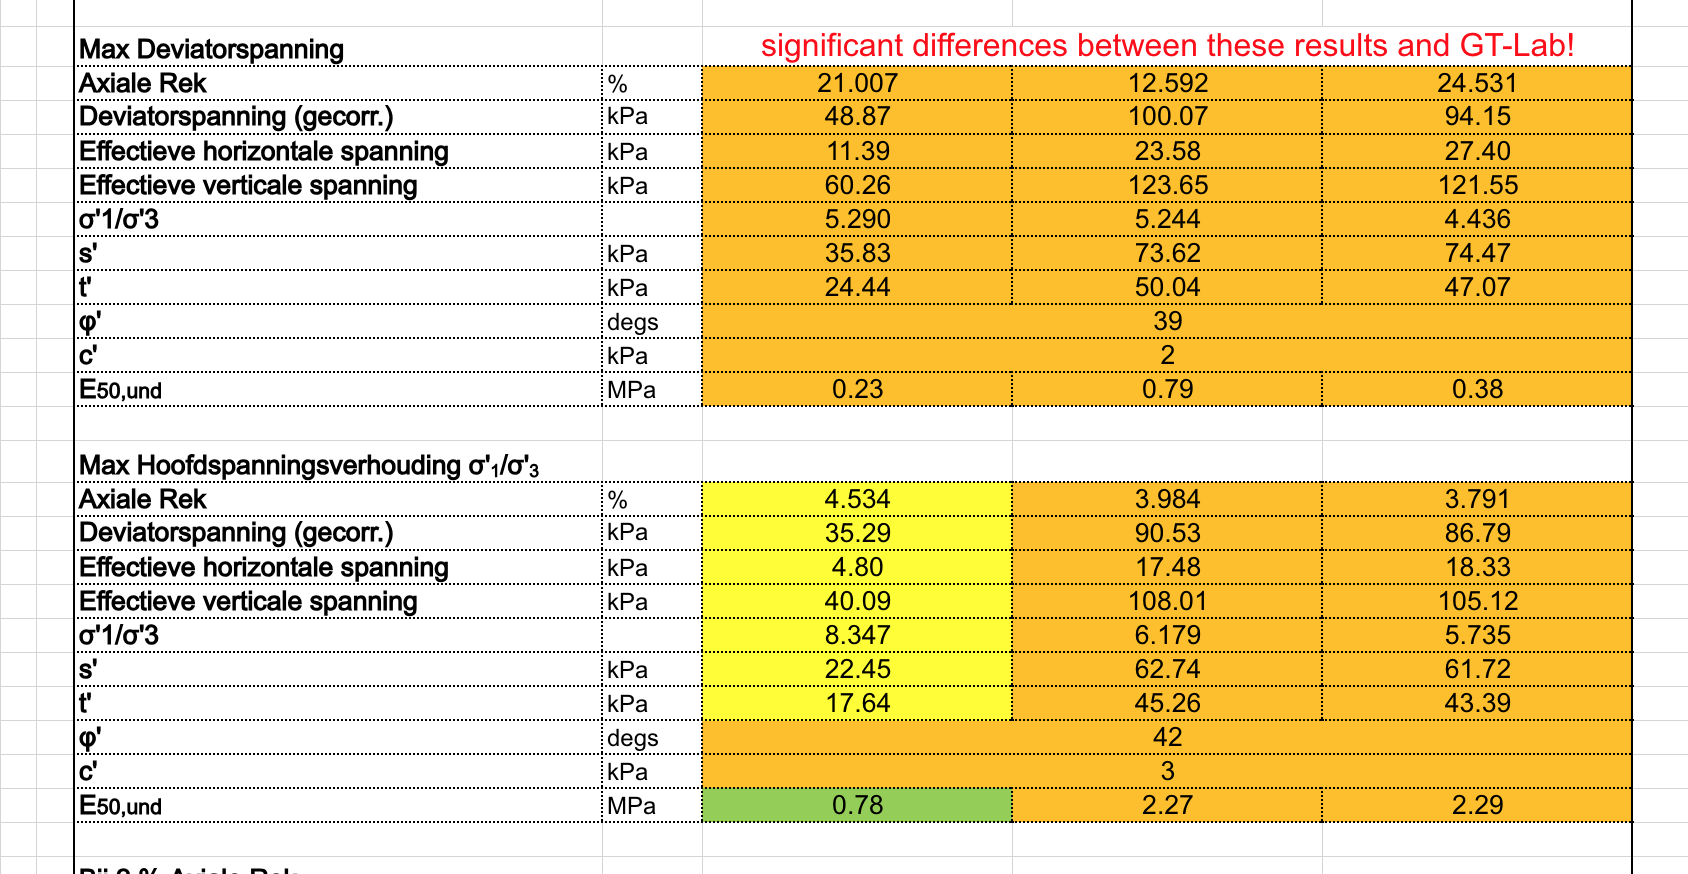 Max Deviatorspanning significant differences between these results and GT-Lab!
Axiale Rek % 21.007 12.592 24.531
Deviatorspanning (gecorr.) kPa 48.87 100.07 94.15
Effectieve horizontale spanning kPa 11.39 23.58 27.40
Effectieve verticale spanning kPa 60.26 123.65 121.55
σ'1/σ'3 5.290 5.244 4.436
s' kPa 35.83 73.62 74.47
t' kPa 24.44 50.04 47.07
φ' degs 39
c' kPa 2
E50,und MPa 0.23 0.79 0.38
Max Hoofdspanningsverhouding σ'₁/σ'₃
Axiale Rek % 4.534 3.984 3.791
Deviatorspanning (gecorr.) kPa 35.29 90.53 86.79
Effectieve horizontale spanning kPa 4.80 17.48 18.33
Effectieve verticale spanning kPa 40.09 108.01 105.12
σ'1/σ'3 8.347 6.179 5.735
s' kPa 22.45 62.74 61.72
t' kPa 17.64 45.26 43.39
φ' degs 42
c' kPa 3
E50,und MPa 0.78 2.27 2.29